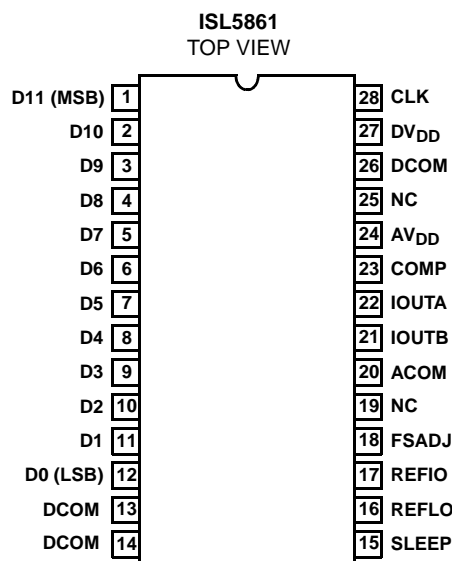 ISL5861
TOP VIEW
D11 (MSB) 1 28 CLK
D10 2 27 DVDD
D9 3 26 DCOM
D8 4 25 NC
D7 5 24 AVDD
D6 6 23 COMP
D5 7 22 IOUTA
D4 8 21 IOUTB
D3 9 20 ACOM
D2 10 19 NC
D1 11 18 FSADJ
D0 (LSB) 12 17 REFIO
DCOM 13 16 REFLO
DCOM 14 15 SLEEP